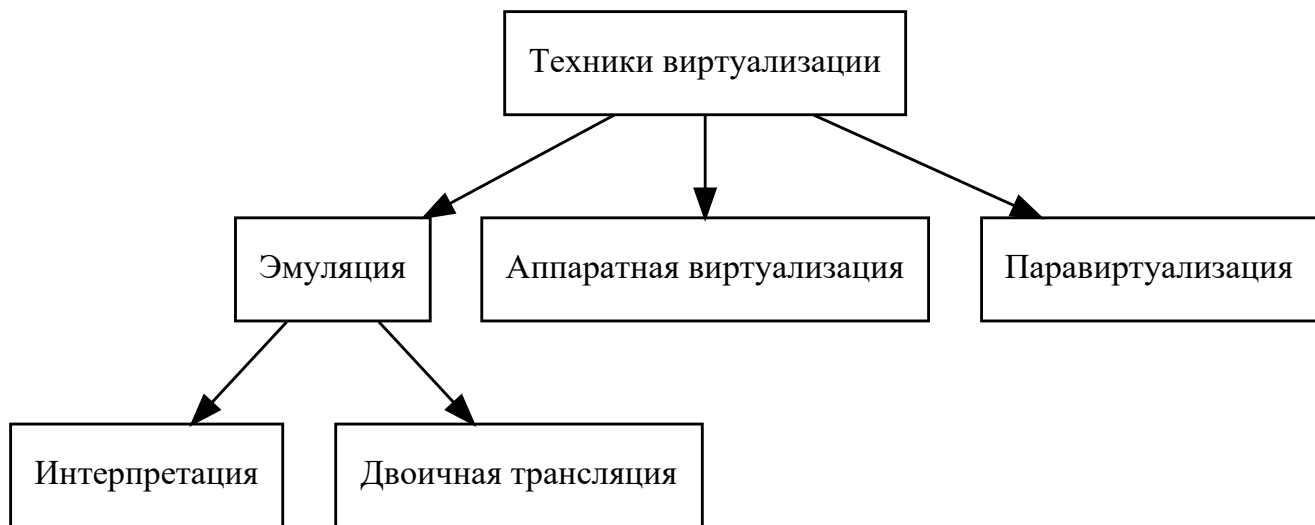 Техники виртуализации
Эмуляция
Аппаратная виртуализация
Паравиртуализация
Интерпретация
Двоичная трансляция